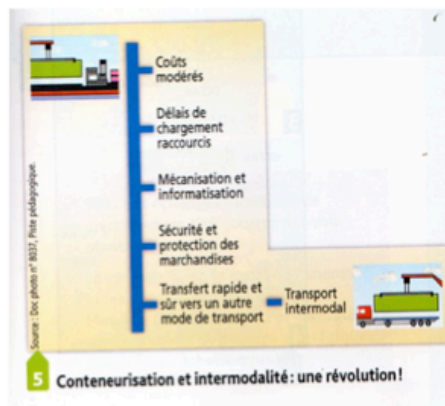 Coûts
modérés
Délais de
chargement
raccourcis
Mécanisation et
informatisation
Sécurité et
protection des
marchandises
Transfert rapide et
sûr vers un autre
mode de transport
Transport
intermodal
Source : Doc photo n° 8037, Piste pédagogique.
5 Conteneurisation et intermodalité : une révolution !